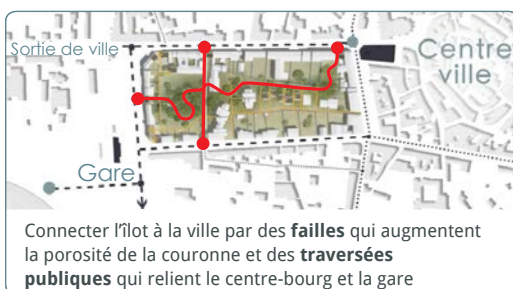 Sortie de ville
Centre
ville
Gare
Connecter l’îlot à la ville par des failles qui augmentent
la porosité de la couronne et des traversées
publiques qui relient le centre-bourg et la gare